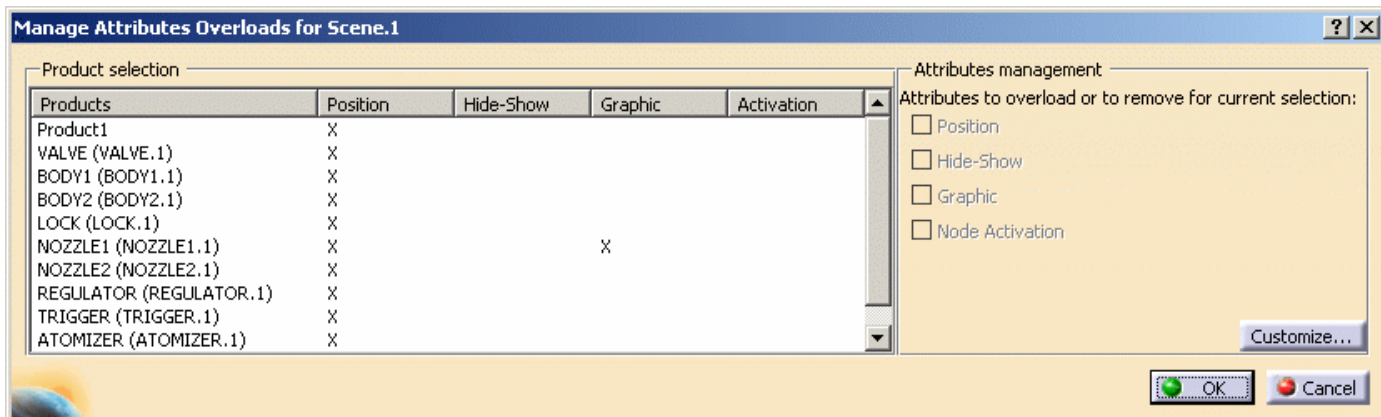 Manage Attributes Overloads for Scene.1
Product selection
Products Position Hide-Show Graphic Activation
Product1 X
VALVE (VALVE.1) X
BODY1 (BODY1.1) X
BODY2 (BODY2.1) X
LOCK (LOCK.1) X
NOZZLE1 (NOZZLE1.1) X X
NOZZLE2 (NOZZLE2.1) X
REGULATOR (REGULATOR.1) X
TRIGGER (TRIGGER.1) X
ATOMIZER (ATOMIZER.1) X
Attributes management
Attributes to overload or to remove for current selection:
Position
Hide-Show
Graphic
Node Activation
Customize...
OK Cancel